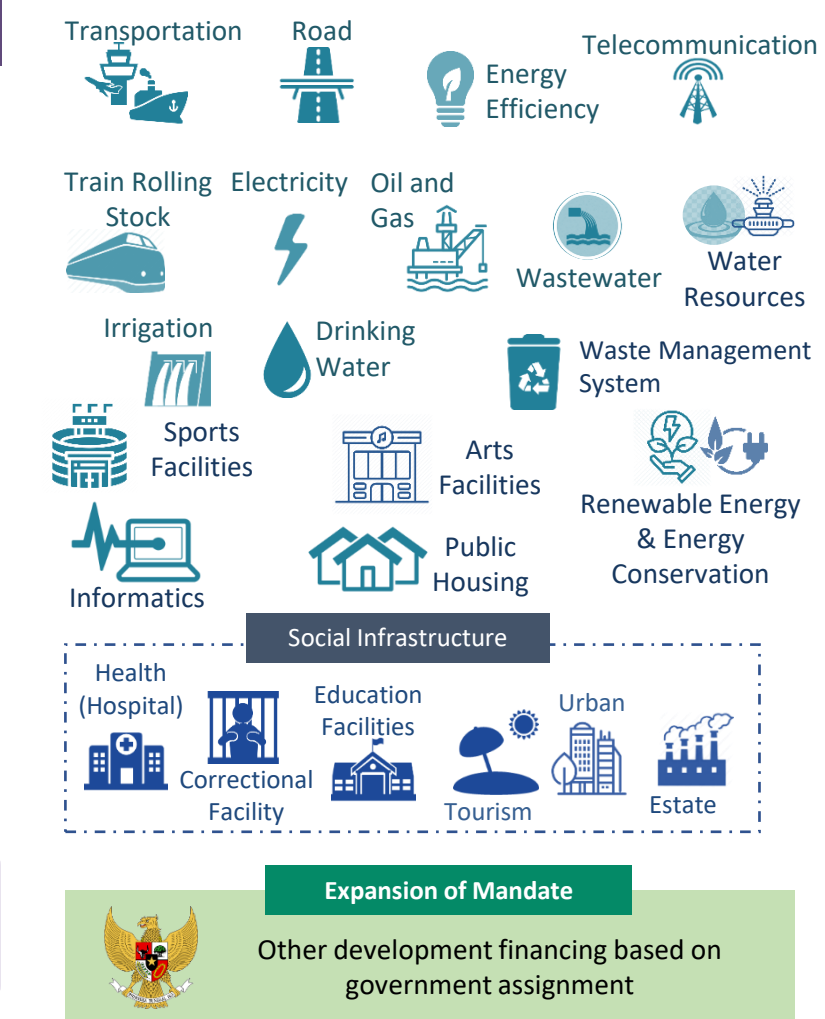 Transportation
Road
Telecommunication
Energy
Efficiency
Train Rolling
Stock
Electricity
Oil and
Gas
Wastewater
Water
Resources
Irrigation
Drinking
Water
Waste Management
System
Sports
Facilities
Arts
Facilities
Renewable Energy
& Energy
Conservation
Informatics
Public
Housing
Social Infrastructure
Health
(Hospital)
Correctional
Facility
Education
Facilities
Tourism
Urban
Estate
Expansion of Mandate
Other development financing based on
government assignment